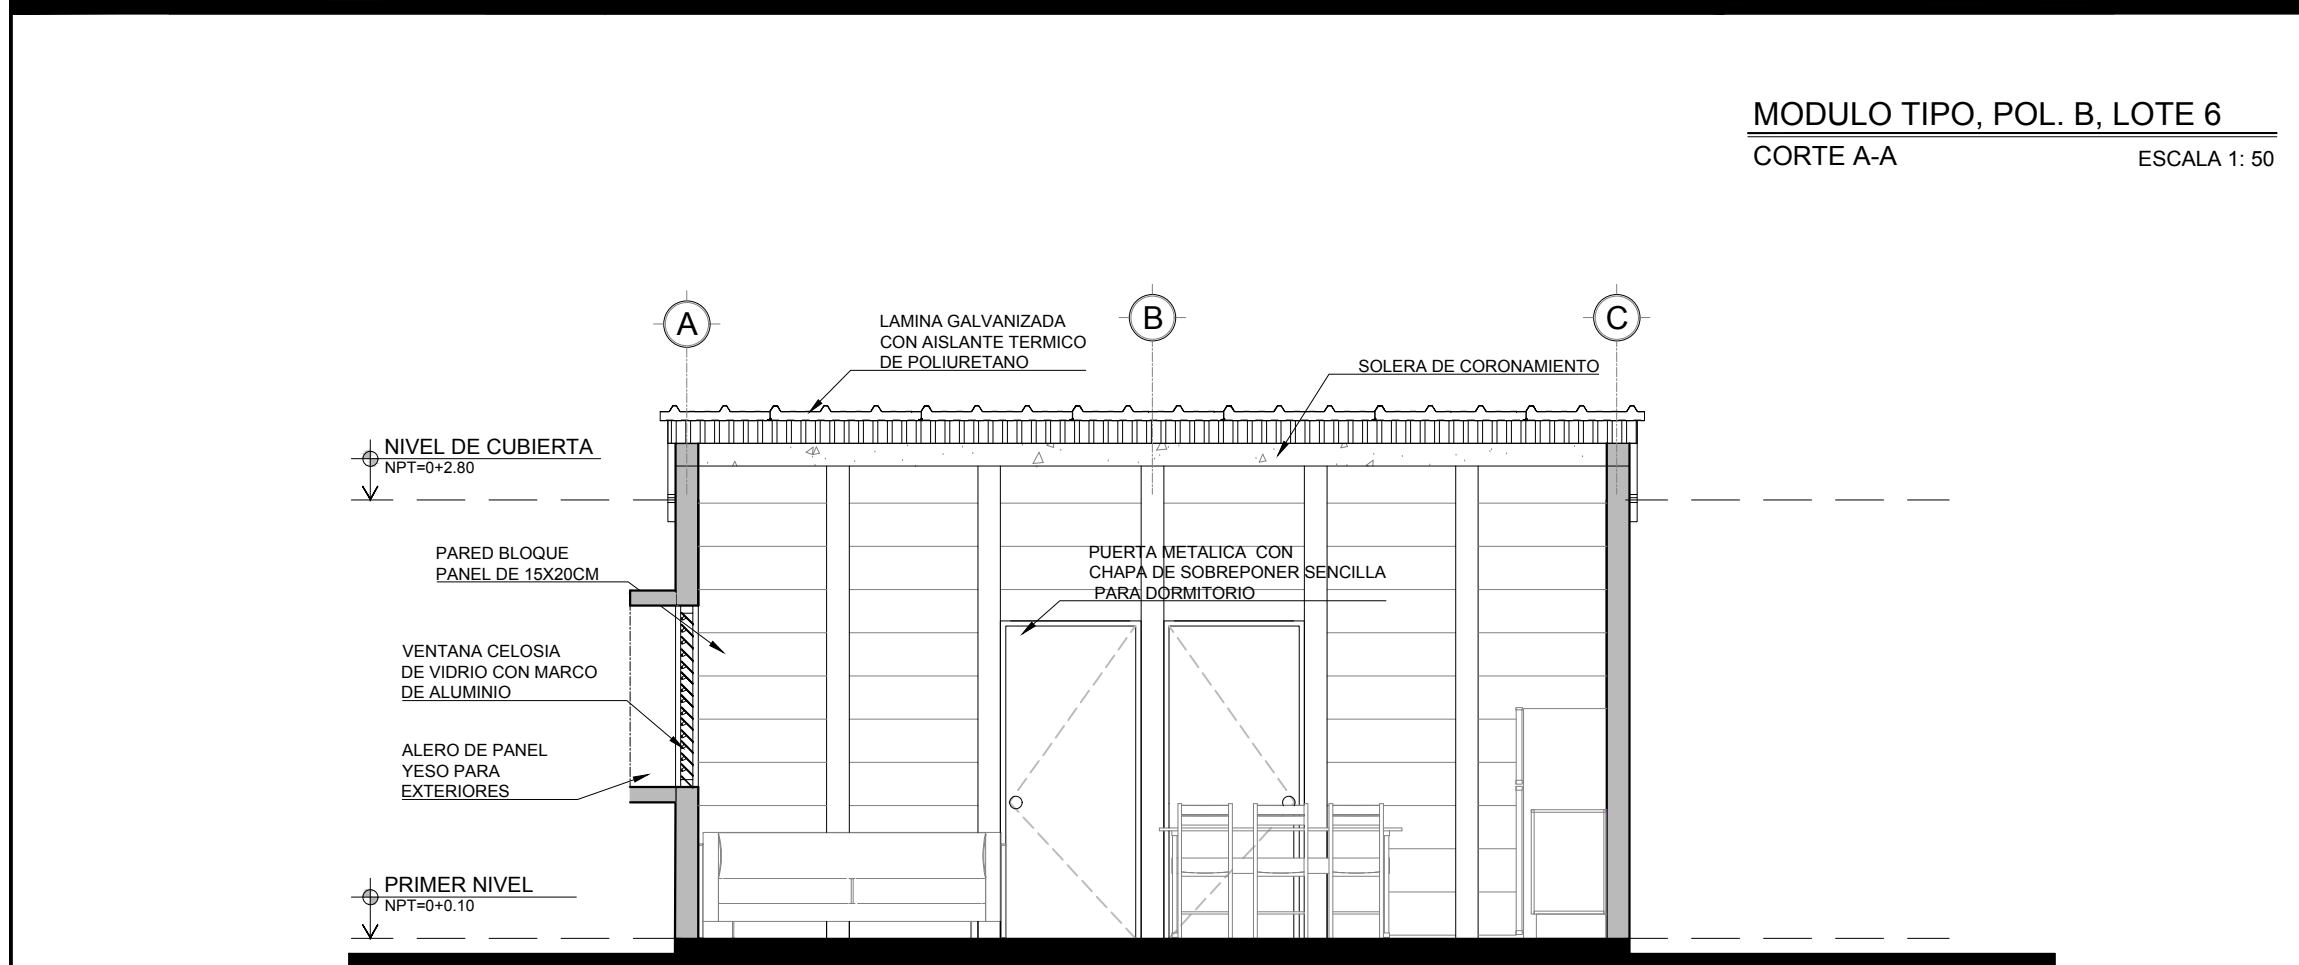 MODULO TIPO, POL. B, LOTE 6
CORTE A-A
ESCALA 1: 50
A
B
C
LAMINA GALVANIZADA
CON AISLANTE TERMICO
DE POLIURETANO
SOLERA DE CORONAMIENTO
NIVEL DE CUBIERTA
NPT=0+2.80
PARED BLOQUE
PANEL DE 15X20CM
PUERTA METALICA CON
CHAPA DE SOBREPONER SENCILLA
PARA DORMITORIO
VENTANA CELOSIA
DE VIDRIO CON MARCO
DE ALUMINIO
ALERO DE PANEL
YESO PARA
EXTERIORES
PRIMER NIVEL
NPT=0+0.10